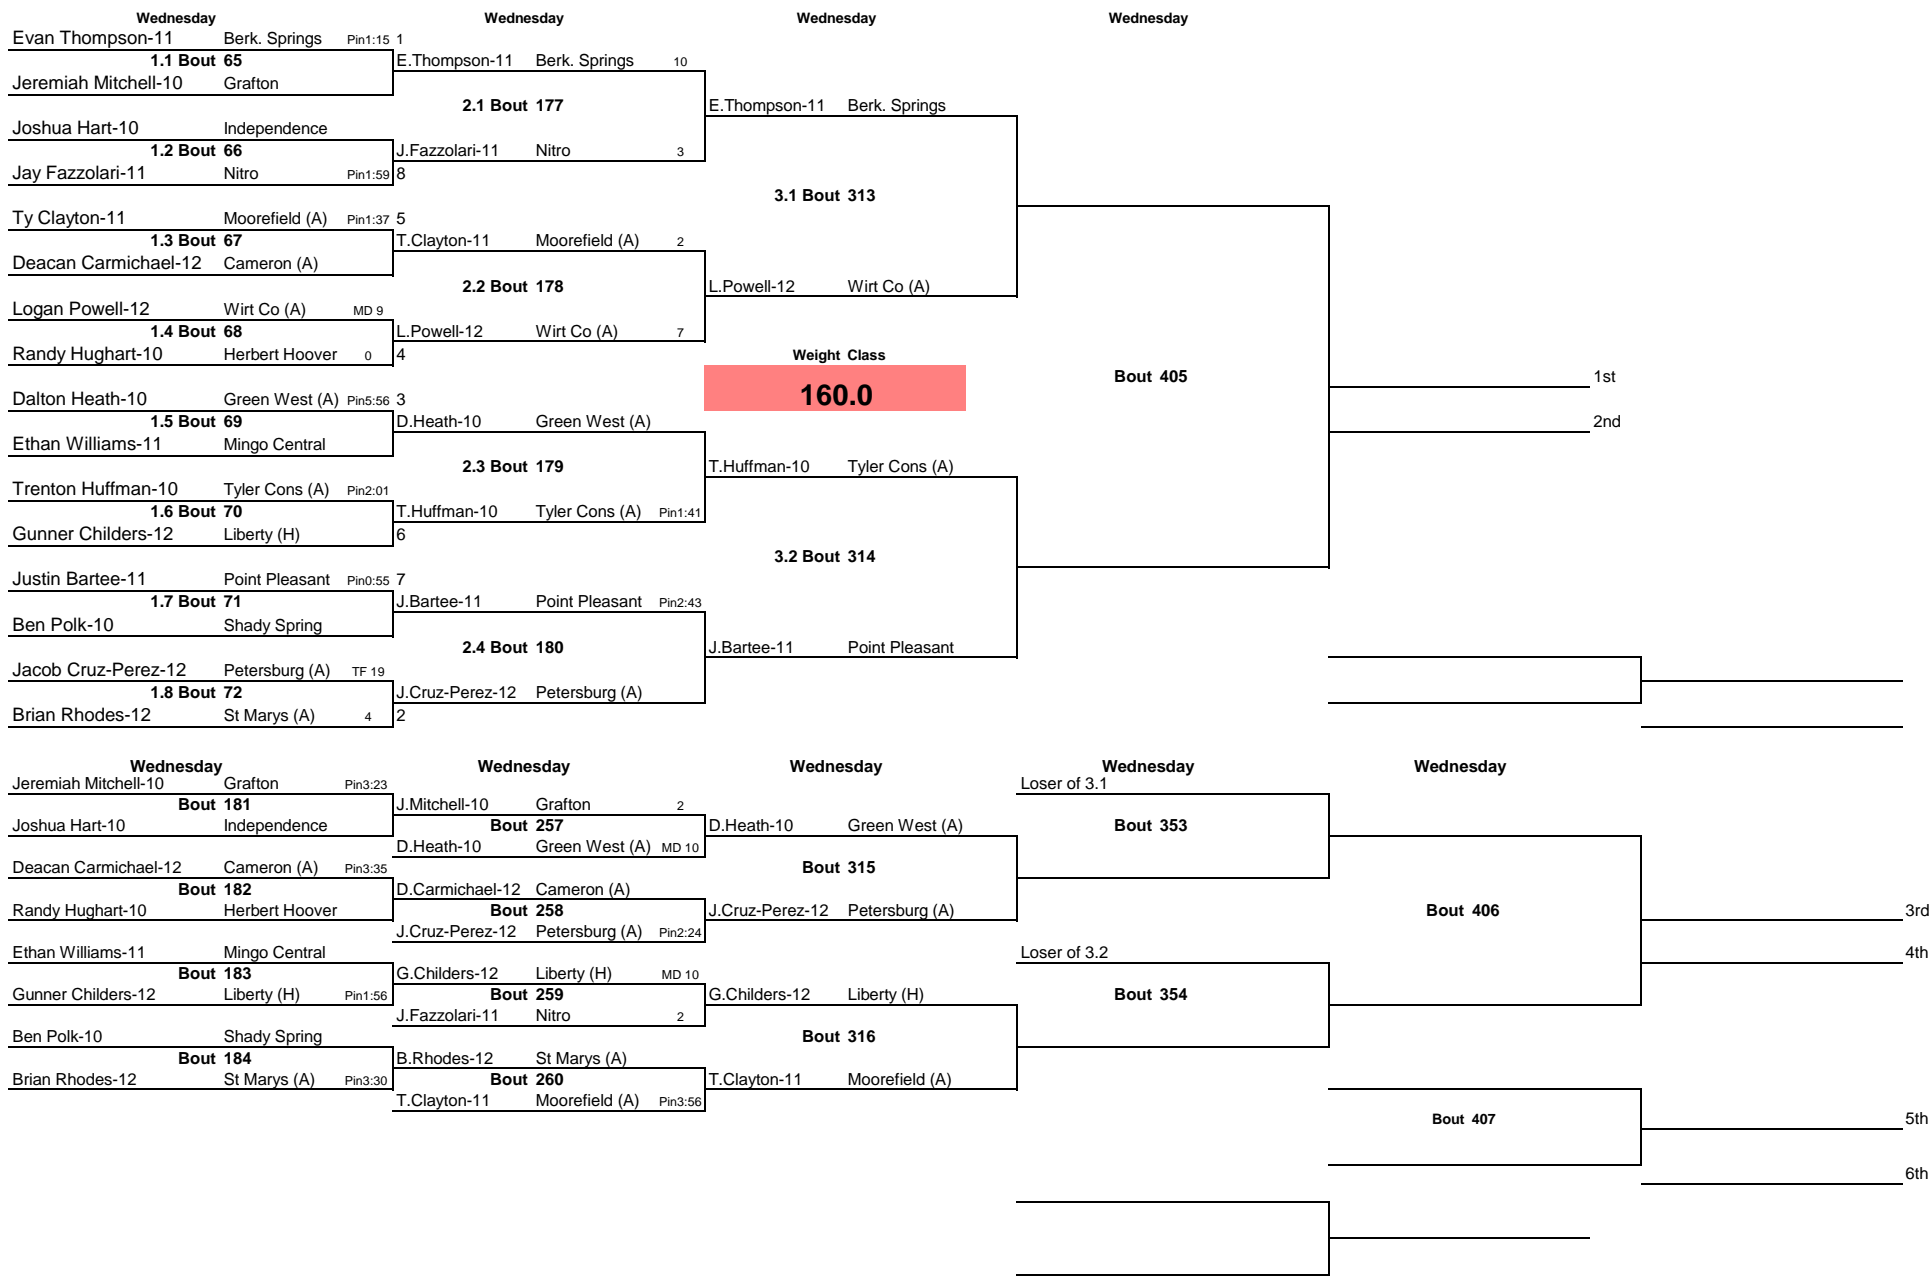 Wednesday Wednesday Wednesday Wednesday
Evan Thompson-11 Berk. Springs Pin1:15 1
1.1 Bout 65 E.Thompson-11 Berk. Springs 10
Jeremiah Mitchell-10 Grafton
2.1 Bout 177 E.Thompson-11 Berk. Springs
Joshua Hart-10 Independence
1.2 Bout 66 J.Fazzolari-11 Nitro 3
Jay Fazzolari-11 Nitro Pin1:59 8
3.1 Bout 313
Ty Clayton-11 Moorefield (A) Pin1:37 5
1.3 Bout 67 T.Clayton-11 Moorefield (A) 2
Deacan Carmichael-12 Cameron (A)
2.2 Bout 178 L.Powell-12 Wirt Co (A)
Logan Powell-12 Wirt Co (A) MD 9
1.4 Bout 68 L.Powell-12 Wirt Co (A) 7
Randy Hughart-10 Herbert Hoover 0 4 Weight Class
Bout 405 1st
160.0
Dalton Heath-10 Green West (A) Pin5:56 3
1.5 Bout 69 D.Heath-10 Green West (A) 2nd
Ethan Williams-11 Mingo Central
2.3 Bout 179 T.Huffman-10 Tyler Cons (A)
Trenton Huffman-10 Tyler Cons (A) Pin2:01
1.6 Bout 70 T.Huffman-10 Tyler Cons (A) Pin1:41
Gunner Childers-12 Liberty (H) 6
3.2 Bout 314
Justin Bartee-11 Point Pleasant Pin0:55 7
1.7 Bout 71 J.Bartee-11 Point Pleasant Pin2:43
Ben Polk-10 Shady Spring
2.4 Bout 180 J.Bartee-11 Point Pleasant
Jacob Cruz-Perez-12 Petersburg (A) TF 19
1.8 Bout 72 J.Cruz-Perez-12 Petersburg (A)
Brian Rhodes-12 St Marys (A) 4 2
Wednesday Wednesday Wednesday Wednesday Wednesday
Jeremiah Mitchell-10 Grafton Pin3:23 Loser of 3.1
Bout 181 J.Mitchell-10 Grafton 2
Joshua Hart-10 Independence Bout 257 D.Heath-10 Green West (A) Bout 353
D.Heath-10 Green West (A) MD 10
Deacan Carmichael-12 Cameron (A) Pin3:35 Bout 315
Bout 182 D.Carmichael-12 Cameron (A)
Randy Hughart-10 Herbert Hoover Bout 258 J.Cruz-Perez-12 Petersburg (A) Bout 406 3rd
J.Cruz-Perez-12 Petersburg (A) Pin2:24
Ethan Williams-11 Mingo Central Loser of 3.2 4th
Bout 183 G.Childers-12 Liberty (H) MD 10
Gunner Childers-12 Liberty (H) Pin1:56 Bout 259 G.Childers-12 Liberty (H) Bout 354
J.Fazzolari-11 Nitro 2
Ben Polk-10 Shady Spring Bout 316
Bout 184 B.Rhodes-12 St Marys (A)
Brian Rhodes-12 St Marys (A) Pin3:30 Bout 260 T.Clayton-11 Moorefield (A)
T.Clayton-11 Moorefield (A) Pin3:56
Bout 407 5th
6th